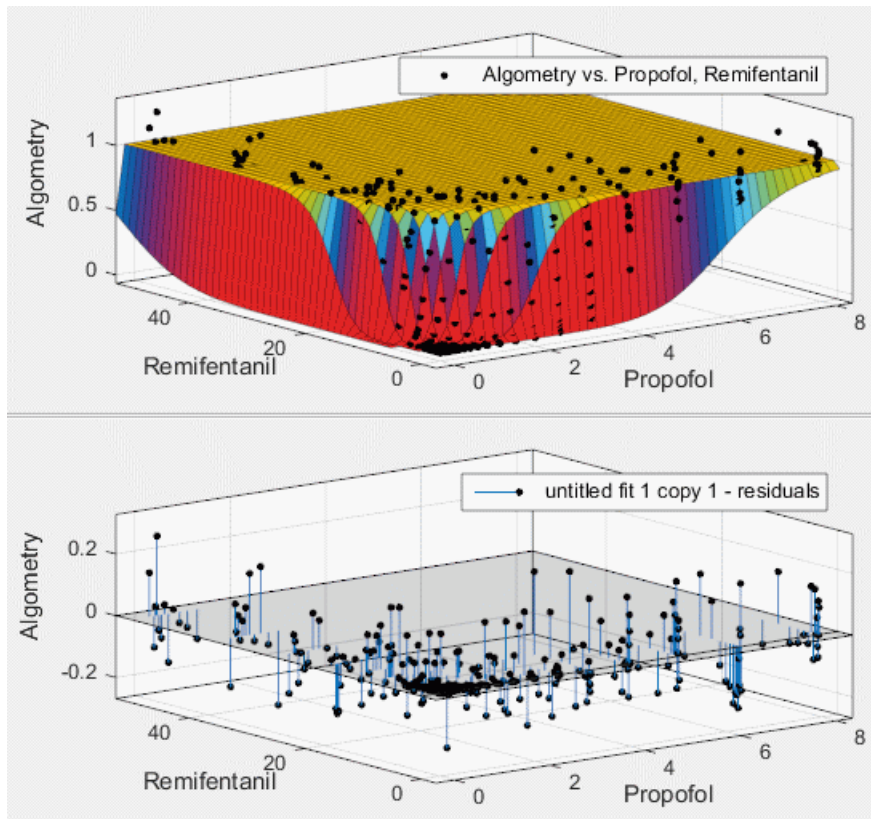 Algometry vs. Propofol, Remifentanil
Algometry
1
0.5
0
40
20
0
Remifentanil
0
2
4
6
8
Propofol
untitled fit 1 copy 1 - residuals
Algometry
0.2
0
-0.2
40
20
0
Remifentanil
0
2
4
6
8
Propofol